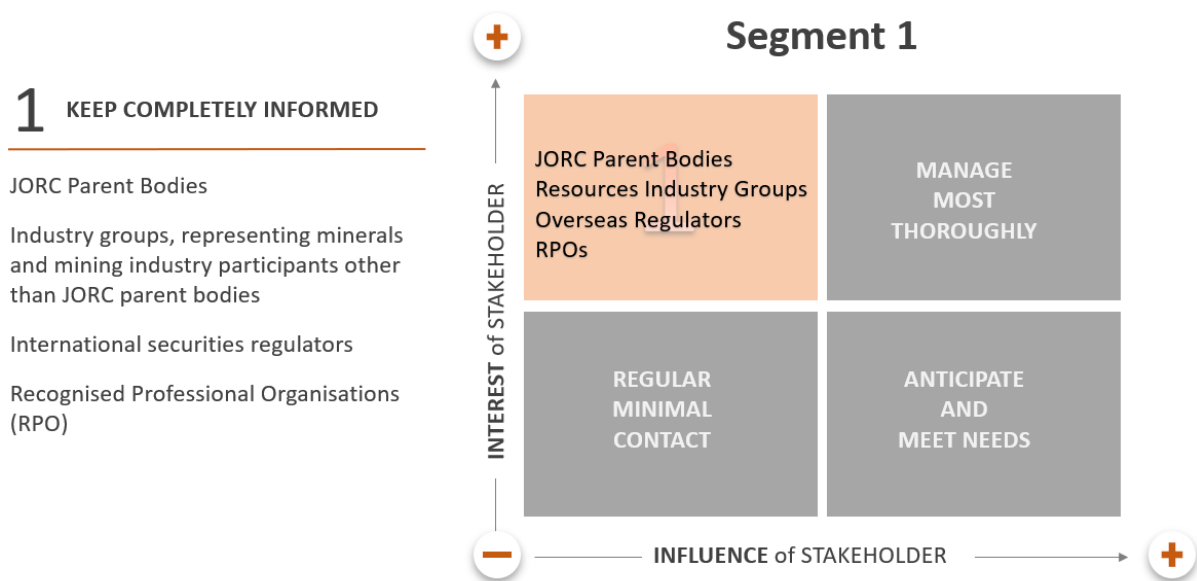 Segment 1
1 KEEP COMPLETELY INFORMED
JORC Parent Bodies
Industry groups, representing minerals
and mining industry participants other
than JORC parent bodies
International securities regulators
Recognised Professional Organisations
(RPO)
INTEREST of STAKEHOLDER
1
JORC Parent Bodies
Resources Industry Groups
Overseas Regulators
RPOs
MANAGE
MOST
THOROUGHLY
REGULAR
MINIMAL
CONTACT
ANTICIPATE
AND
MEET NEEDS
INFLUENCE of STAKEHOLDER